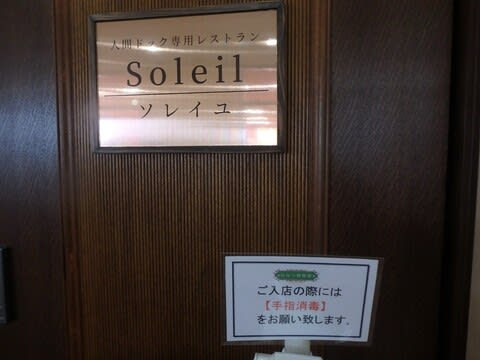 人間ドック専用レストラン
Soleil
ソレイユ
ご入店の際には
【手指消毒】
をお願い致します。